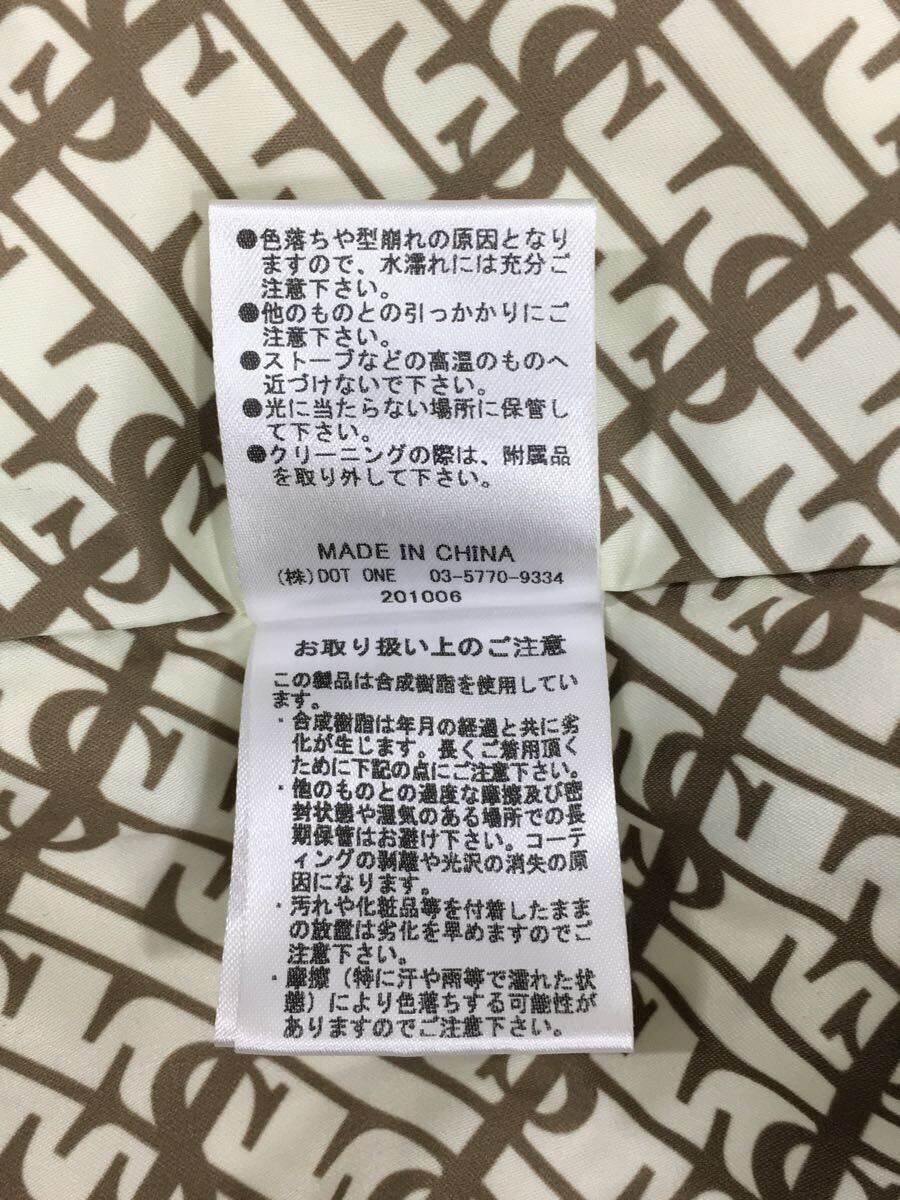 ●色落ちや型崩れの原因となり
ますので、水濡れには充分ご
注意下さい。
●他のものとの引っかかりにご
注意下さい。
●ストーブなどの高温のものへ
近づけないで下さい。
●光に当たらない場所に保管し
て下さい。
●クリーニングの際は、附属品
を取り外して下さい。
MADE IN CHINA
(株)DOT ONE 03-5770-9334
201006
お取り扱い上のご注意
この製品は合成樹脂を使用してい
ます。
・合成樹脂は年月の経過と共に劣
化が生じます。長くご着用頂く
ために下記の点にご注意下さい。
・他のものとの過度な摩擦及び密
封状態や湿気のある場所での長
期保管はお避け下さい。コーテ
ィングの剥離や光沢の消失の原
因になります。
・汚れや化粧品等を付着したまま
の放置は劣化を早めますのでご
注意下さい。
・摩擦(特に汗や雨等で濡れた状
態)により色落ちする可能性が
ありますのでご注意下さい。